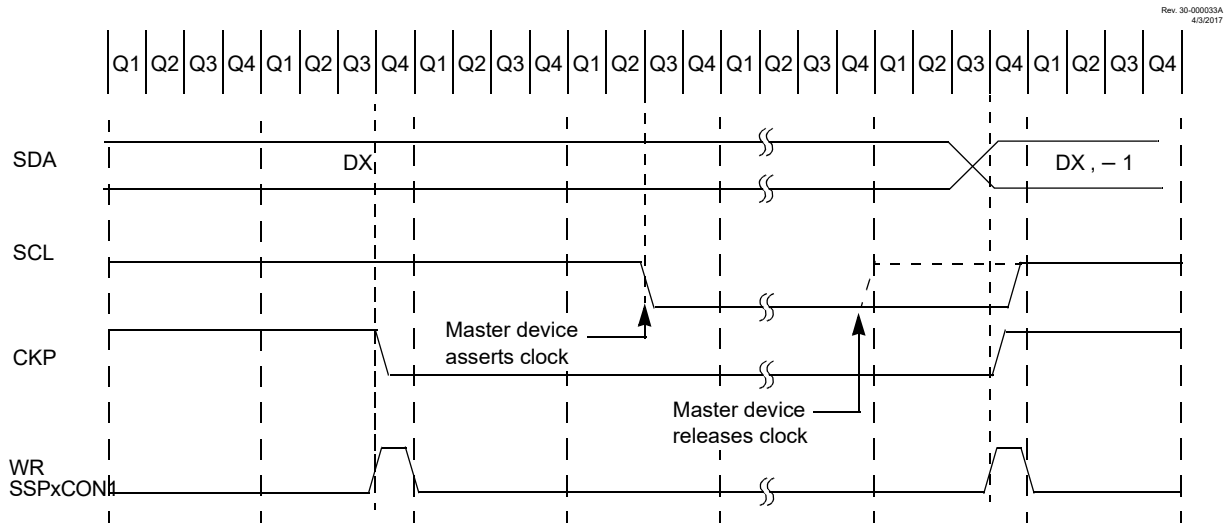 Rev. 30-000033A
4/3/2017
Q1 Q2 Q3 Q4 Q1 Q2 Q3 Q4 Q1 Q2 Q3 Q4 Q1 Q2 Q3 Q4 Q1 Q2 Q3 Q4 Q1 Q2 Q3 Q4 Q1 Q2 Q3 Q4
SDA
DX
DX , – 1
SCL
Master device
asserts clock
CKP
Master device
releases clock
WR
SSPxCON1